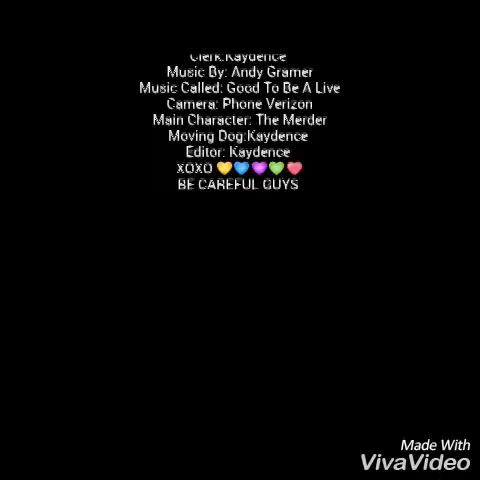 Clerk:Kaydence
Music By: Andy Gramer
Music Called: Good To Be A Live
Camera: Phone Verizon
Main Character: The Merder
Moving Dog:Kaydence
Editor: Kaydence
XOXO 💛💙💜💚❤️
BE CAREFUL GUYS
Made With
VivaVideo